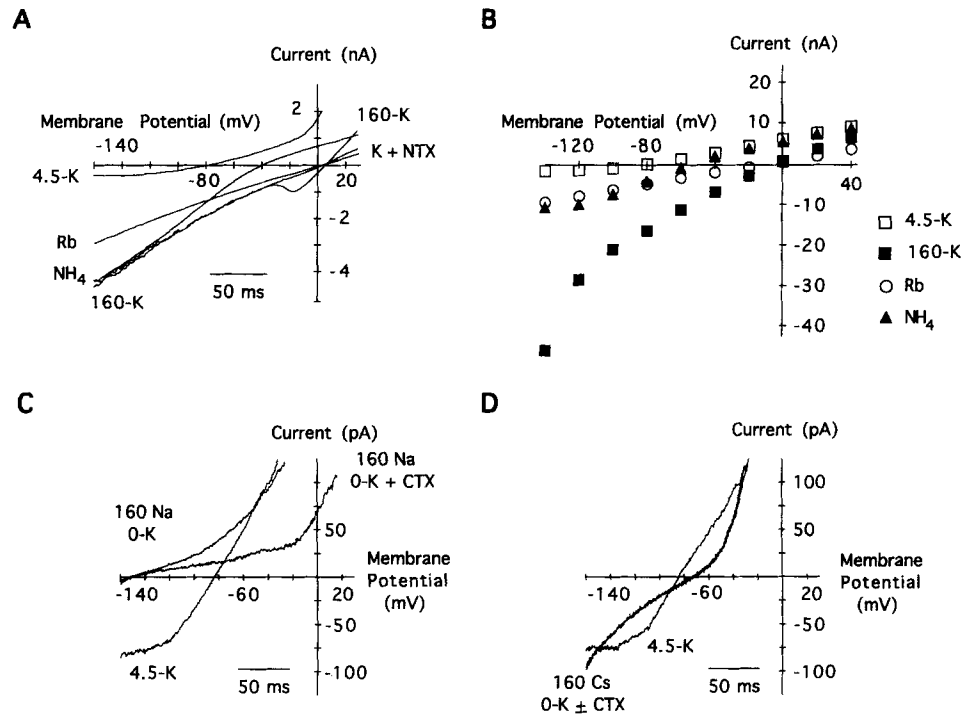 A
Current (nA)
2
160-K
Membrane Potential (mV)
-140
K + NTX
4.5-K
-80
20
-2
Rb
NH4
-4
160-K
50 ms
B
Current (nA)
20
10
Membrane Potential (mV)
-120
-80
40
-10
4.5-K
-20
160-K
-30
Rb
-40
NH4
C
Current (pA)
160 Na
0-K + CTX
160 Na
0-K
50
Membrane
Potential
(mV)
-140
-60
20
-50
4.5-K
-100
50 ms
D
Current (pA)
100
50
Membrane
Potential
(mV)
-140
-60
20
-50
4.5-K
-100
160 Cs
0-K ± CTX
50 ms